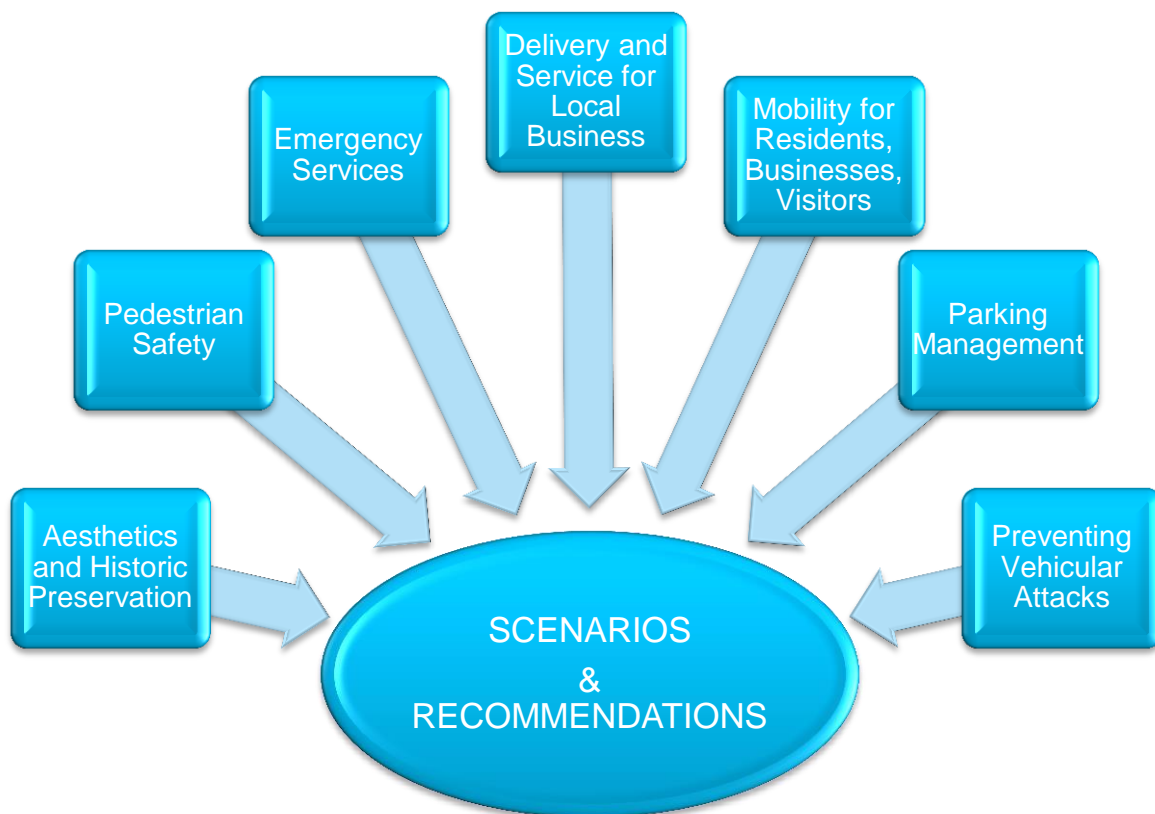 Aesthetics
and Historic
Preservation
Pedestrian
Safety
Emergency
Services
Delivery and
Service for
Local
Business
Mobility for
Residents,
Businesses,
Visitors
Parking
Management
Preventing
Vehicular
Attacks
SCENARIOS
&
RECOMMENDATIONS